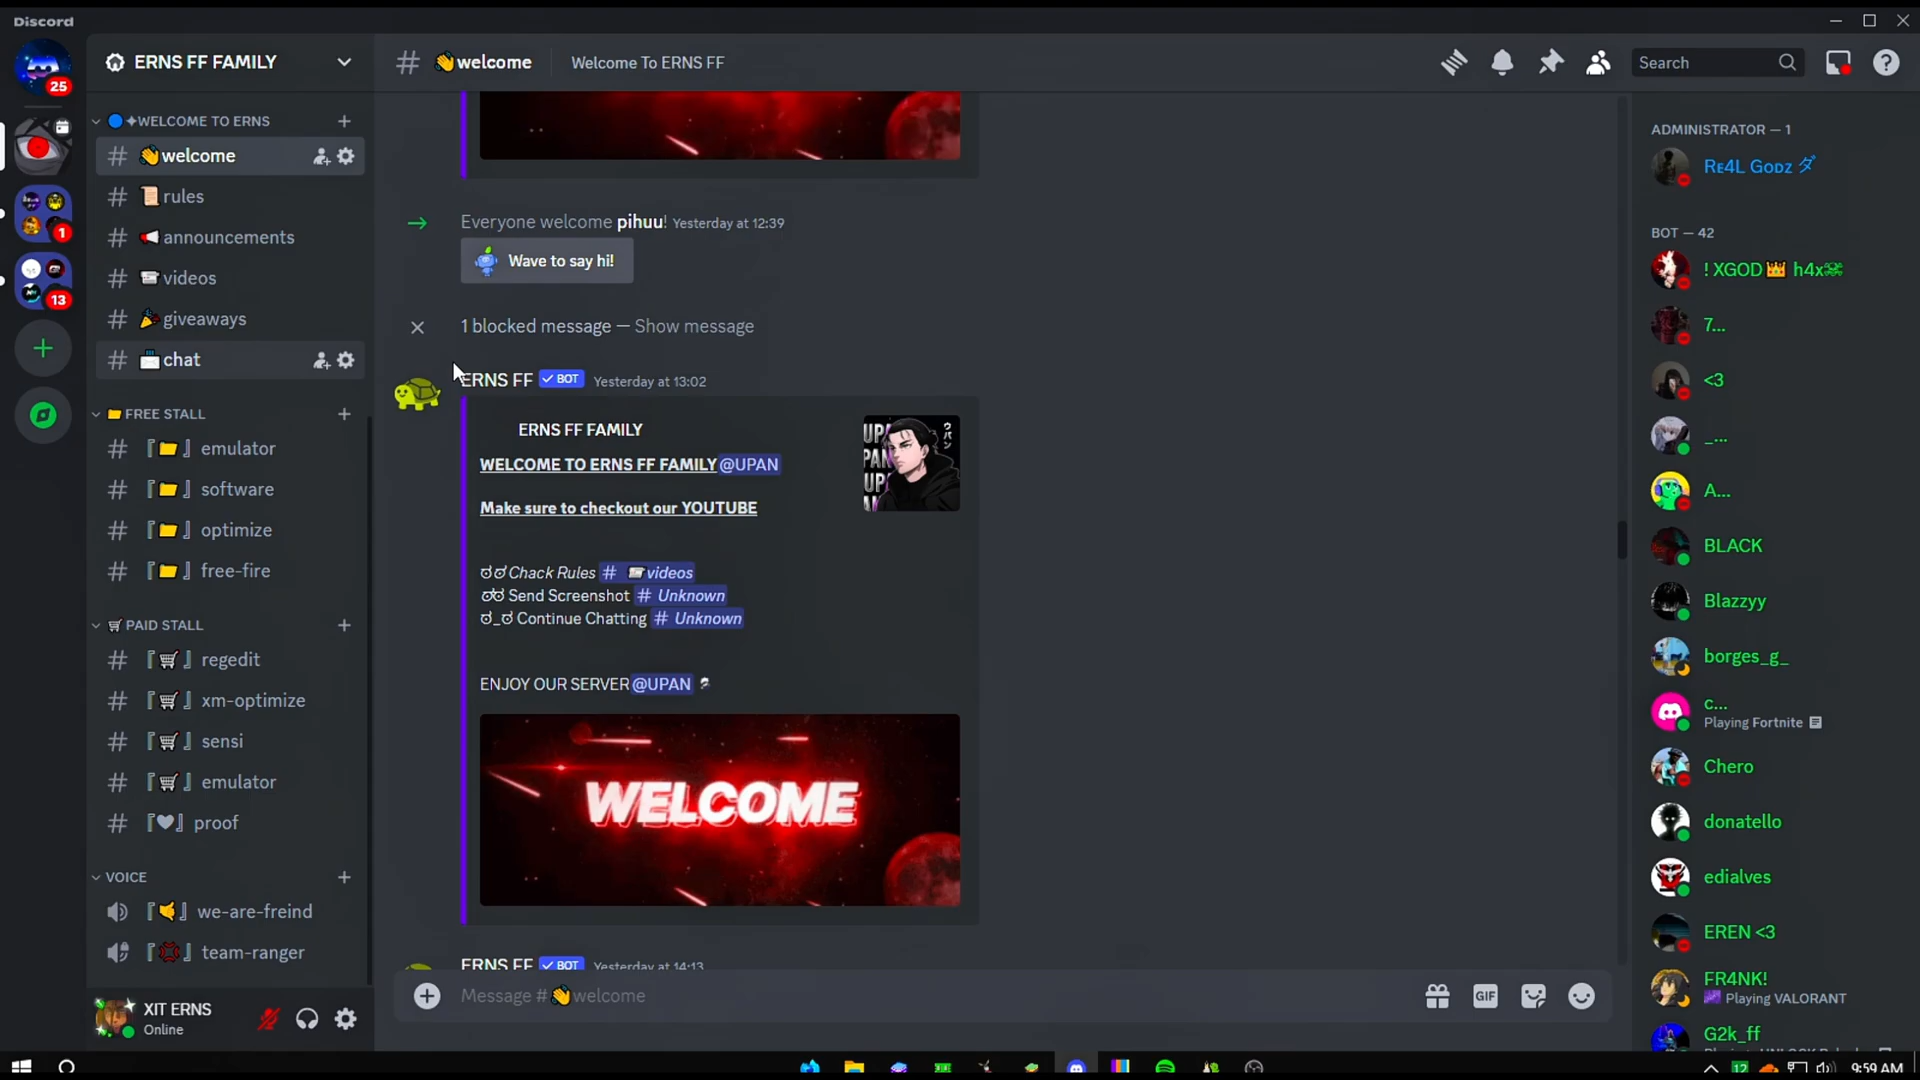 Discord
ERNS FF FAMILY
25
1
13
✦WELCOME TO ERNS
welcome
rules
announcements
videos
giveaways
chat
FREE STALL
『📁』 emulator
『📁』 software
『📁』 optimize
『📁』 free-fire
PAID STALL
『🛒』 regedit
『🛒』 xm-optimize
『🛒』 sensi
『🛒』 emulator
『🖤』 proof
VOICE
『🤙』 we-are-freind
『💢』 team-ranger
XIT ERNS
Online
# 👋welcome
Welcome To ERNS FF
Search
Everyone welcome pihuu! Yesterday at 12:39
Wave to say hi!
1 blocked message — Show message
ERNS FF BOT Yesterday at 13:02
ERNS FF FAMILY
WELCOME TO ERNS FF FAMILY@UPAN
Make sure to checkout our YOUTUBE
Chack Rules # videos
Send Screenshot # Unknown
ಠ_ಠ Continue Chatting # Unknown
ENJOY OUR SERVER@UPAN
WELCOME
ERNS FF BOT Yesterday at 14:13
Message #👋welcome
GIF
ADMINISTRATOR — 1
Rᴇ4L Gᴏᴅᴢ ダ
BOT — 42
! XGOD👑 h4x☠
7...
<3
_...
A...
BLACK
Blazzyy
borges_g_
c...
Playing Fortnite
Chero
donatello
edialves
EREN <3
FR4NK!
Playing VALORANT
G2k_ff
12
9:59 AM